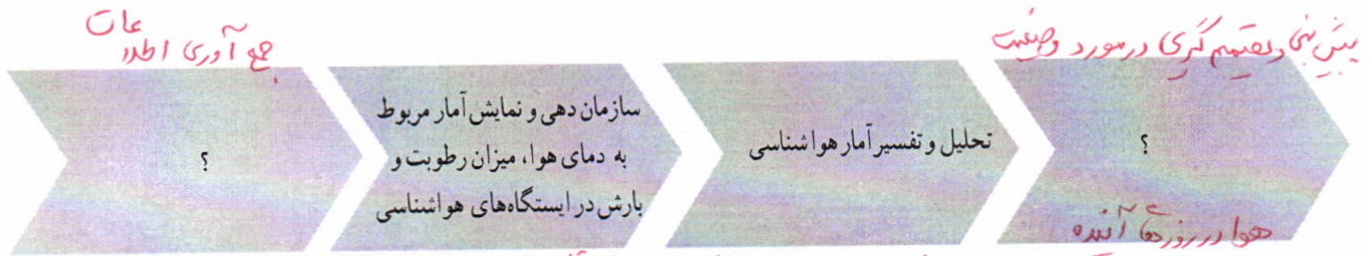 جمع آوری اطلاعات
؟
سازمان دهی و نمایش آمار مربوط
به دمای هوا، میزان رطوبت و
بارش در ایستگاه‌های هواشناسی
تحلیل و تفسیر آمار هواشناسی
پیش بینی و تصمیم گیری در مورد وضعیت
؟
هوا در روزهای آینده